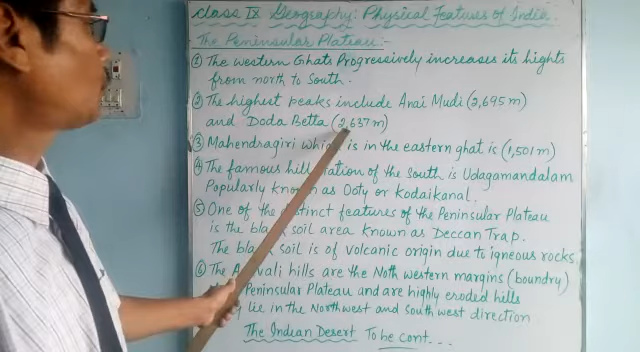 Class IX Geography: Physical Features of India.
The Peninsular Plateau:-
① The western Ghats Progressively increases its hights
from north to South.
② The highest peaks include Anai Mudi (2,695 m)
and Doda Betta (2,637 m)
③ Mahendragiri which is in the eastern ghat is (1,501 m)
④ The famous hill tation of the South is Udagamandalam
Popularly known as Ooty or Kodaikanal.
⑤ One of the distinct features of the Peninsular Plateau
is the black soil area known as Deccan Trap.
The black soil is of volcanic origin due to igneous rocks.
⑥ The Aravali hills are the Noth western margins (boundry)
Peninsular Plateau and are highly eroded hills
lie in the Northwest and South west direction
The Indian Desert To be cont...